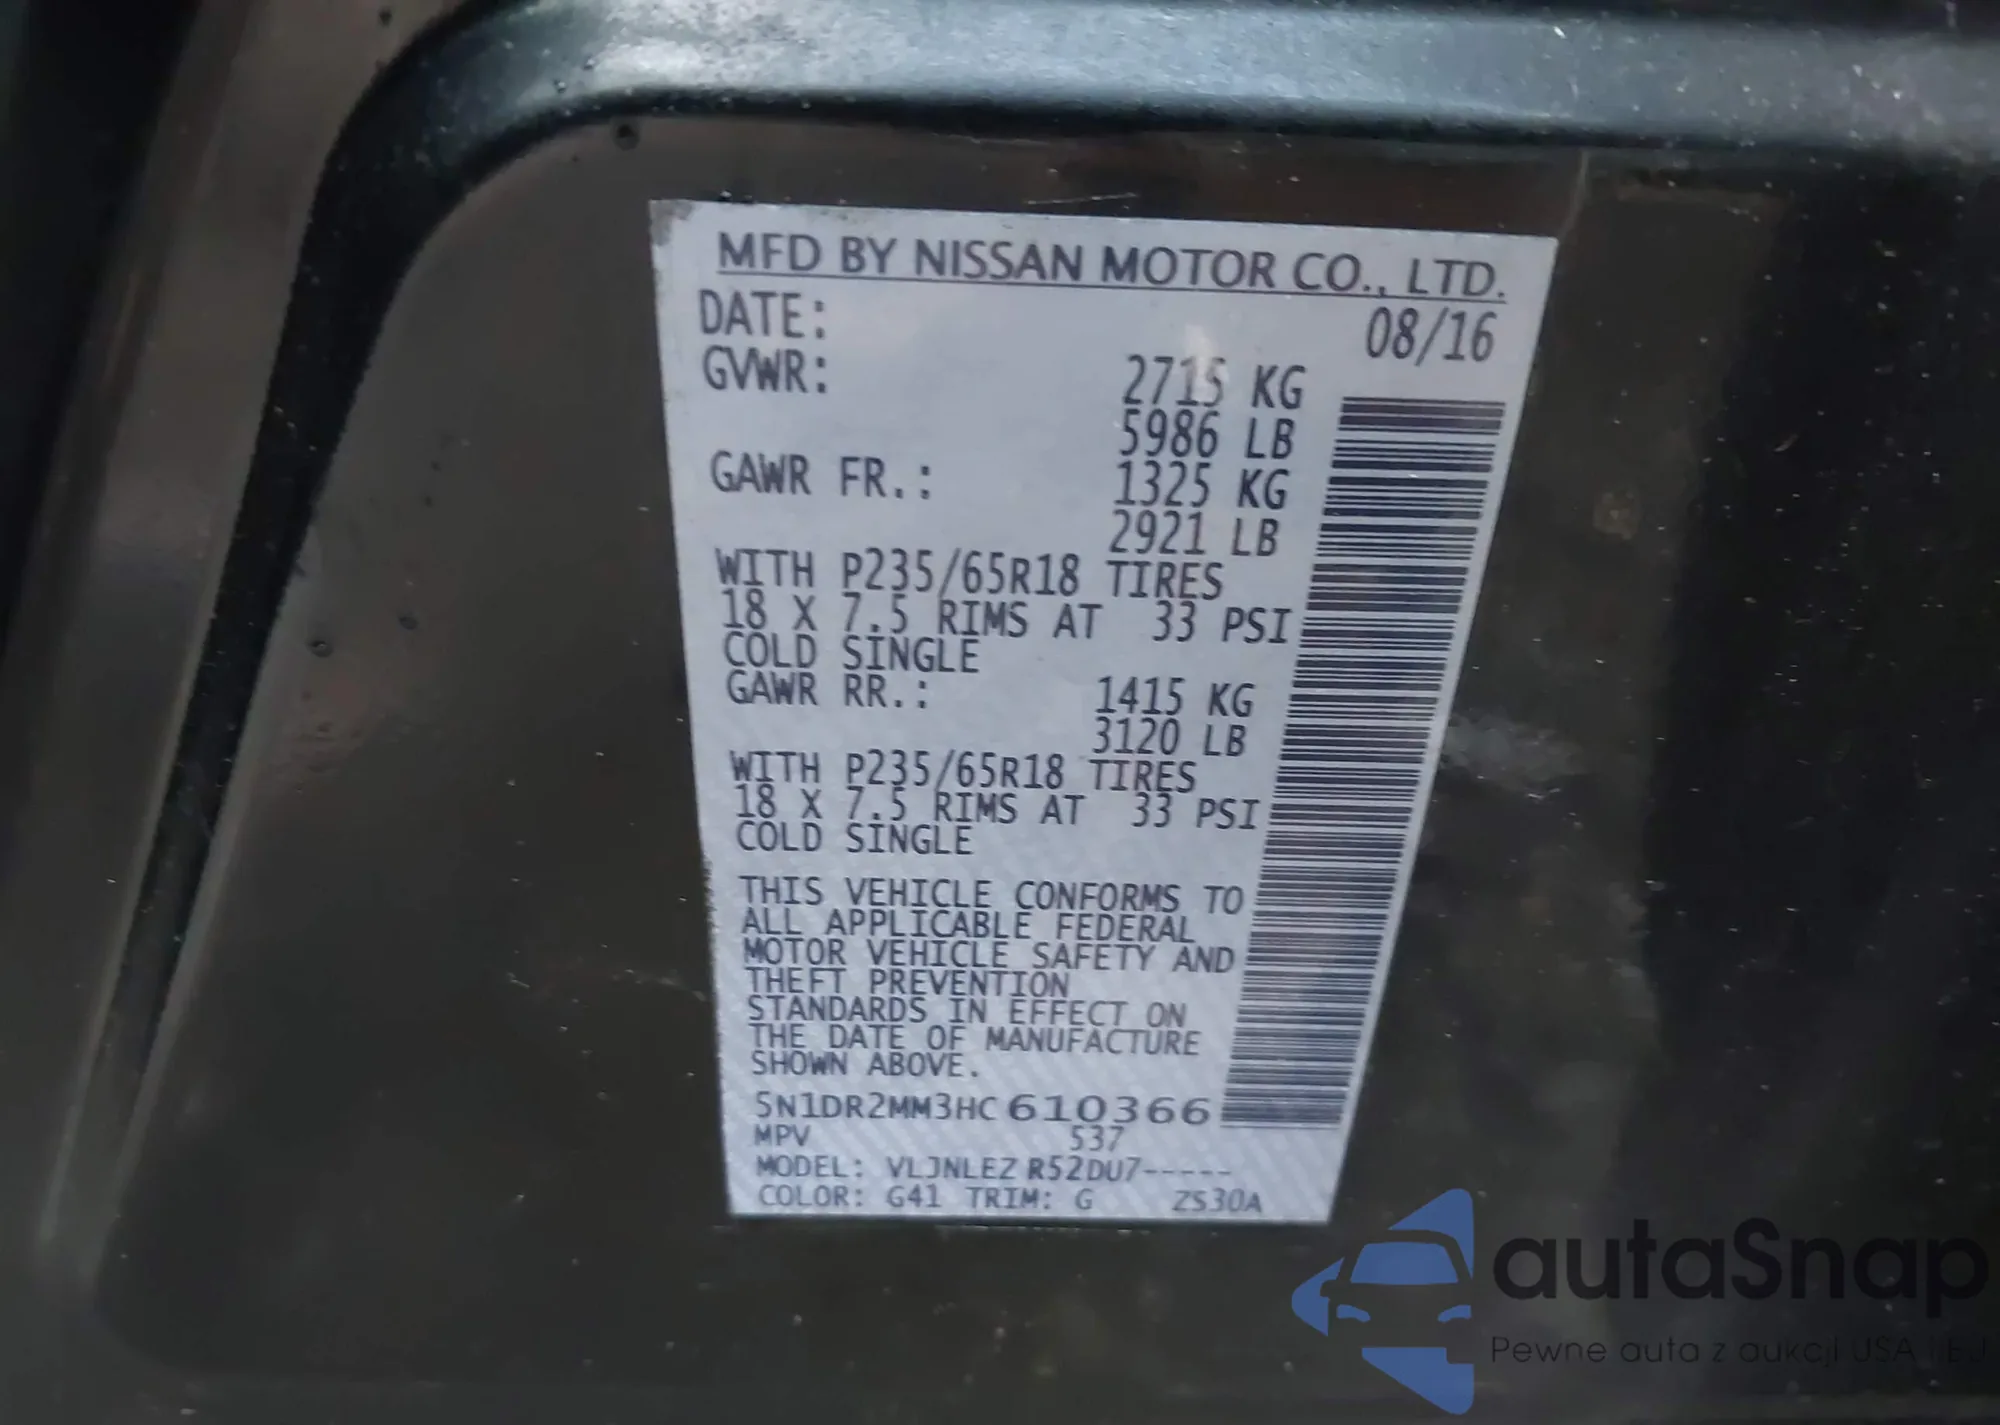 MFD BY NISSAN MOTOR CO., LTD.
DATE: 08/16
GVWR: 2715 KG
5986 LB
GAWR FR.: 1325 KG
2921 LB
WITH P235/65R18 TIRES
18 X 7.5 RIMS AT 33 PSI
COLD SINGLE
GAWR RR.: 1415 KG
3120 LB
WITH P235/65R18 TIRES
18 X 7.5 RIMS AT 33 PSI
COLD SINGLE
THIS VEHICLE CONFORMS TO
ALL APPLICABLE FEDERAL
MOTOR VEHICLE SAFETY AND
THEFT PREVENTION
STANDARDS IN EFFECT ON
THE DATE OF MANUFACTURE
SHOWN ABOVE.
5N1DR2MM3HC610366
MPV 537
MODEL: VLJNLEZ R52DU7-----
COLOR: G41 TRIM: G ZS30A
autaSnap
Pewne auta z aukcji USA i EU